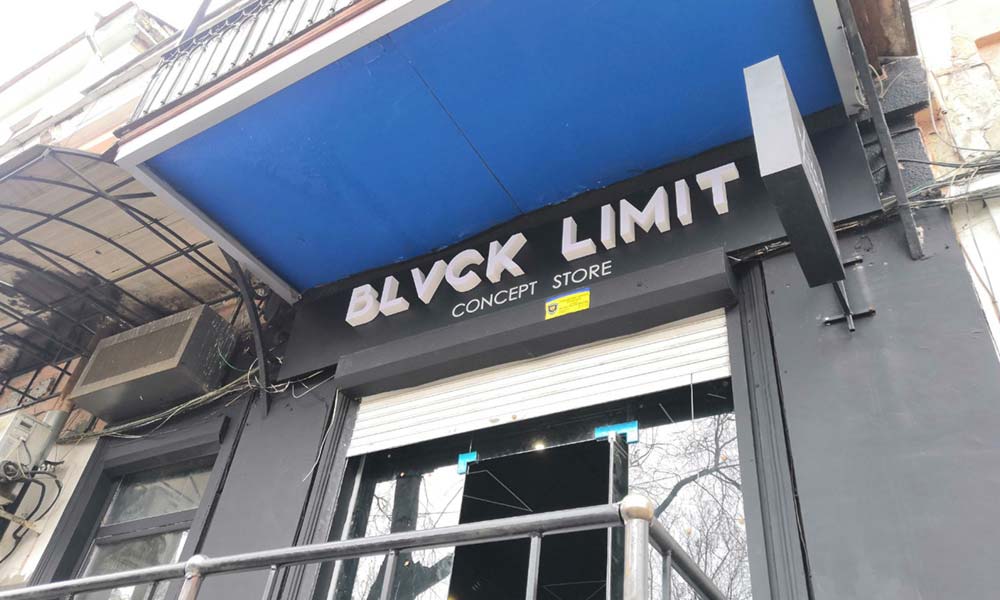 BLVCK LIMIT
CONCEPT STORE